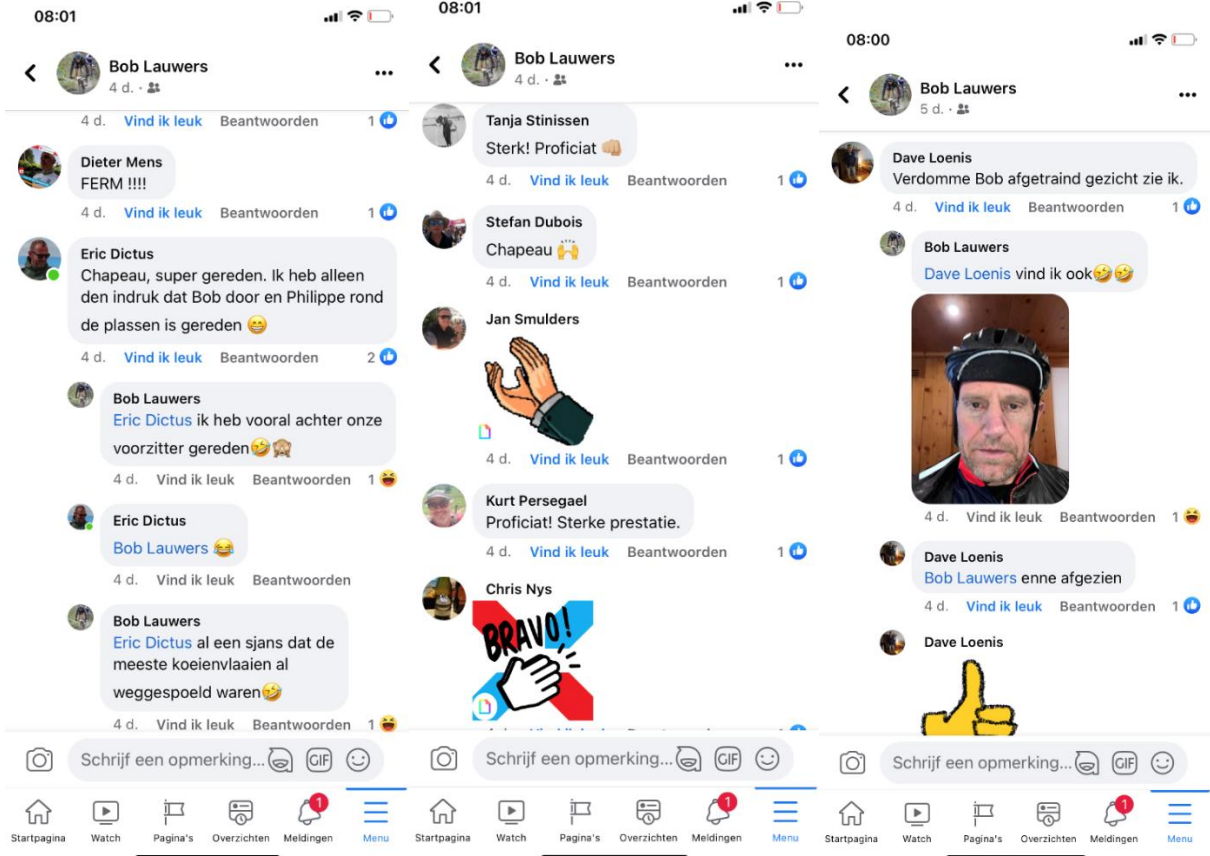 08:01
Bob Lauwers
4 d.
4 d. Vind ik leuk Beantwoorden 1
Dieter Mens
FERM !!!!
4 d. Vind ik leuk Beantwoorden 1
Eric Dictus
Chapeau, super gereden. Ik heb alleen
den indruk dat Bob door en Philippe rond
de plassen is gereden 😁
4 d. Vind ik leuk Beantwoorden 2
Bob Lauwers
Eric Dictus ik heb vooral achter onze
voorzitter gereden🤣🙈
4 d. Vind ik leuk Beantwoorden 1
Eric Dictus
Bob Lauwers 😂
4 d. Vind ik leuk Beantwoorden
Bob Lauwers
Eric Dictus al een sjans dat de
meeste koeienvlaaien al
weggespoeld waren🤣
4 d. Vind ik leuk Beantwoorden 1
Schrijf een opmerking... GIF
Startpagina Watch Pagina's Overzichten Meldingen 1 Menu
08:01
Bob Lauwers
4 d.
Tanja Stinissen
Sterk! Proficiat 👊🏼
4 d. Vind ik leuk Beantwoorden 1
Stefan Dubois
Chapeau 🙌
4 d. Vind ik leuk Beantwoorden 1
Jan Smulders
4 d. Vind ik leuk Beantwoorden 1
Kurt Persegael
Proficiat! Sterke prestatie.
4 d. Vind ik leuk Beantwoorden 1
Chris Nys
BRAVO!
Schrijf een opmerking... GIF
Startpagina Watch Pagina's Overzichten Meldingen 1 Menu
08:00
Bob Lauwers
5 d.
Dave Loenis
Verdomme Bob afgetraind gezicht zie ik.
4 d. Vind ik leuk Beantwoorden 1
Bob Lauwers
Dave Loenis vind ik ook🤣🤣
4 d. Vind ik leuk Beantwoorden 1
Dave Loenis
Bob Lauwers enne afgezien
4 d. Vind ik leuk Beantwoorden 1
Dave Loenis
Schrijf een opmerking... GIF
Startpagina Watch Pagina's Overzichten Meldingen 1 Menu